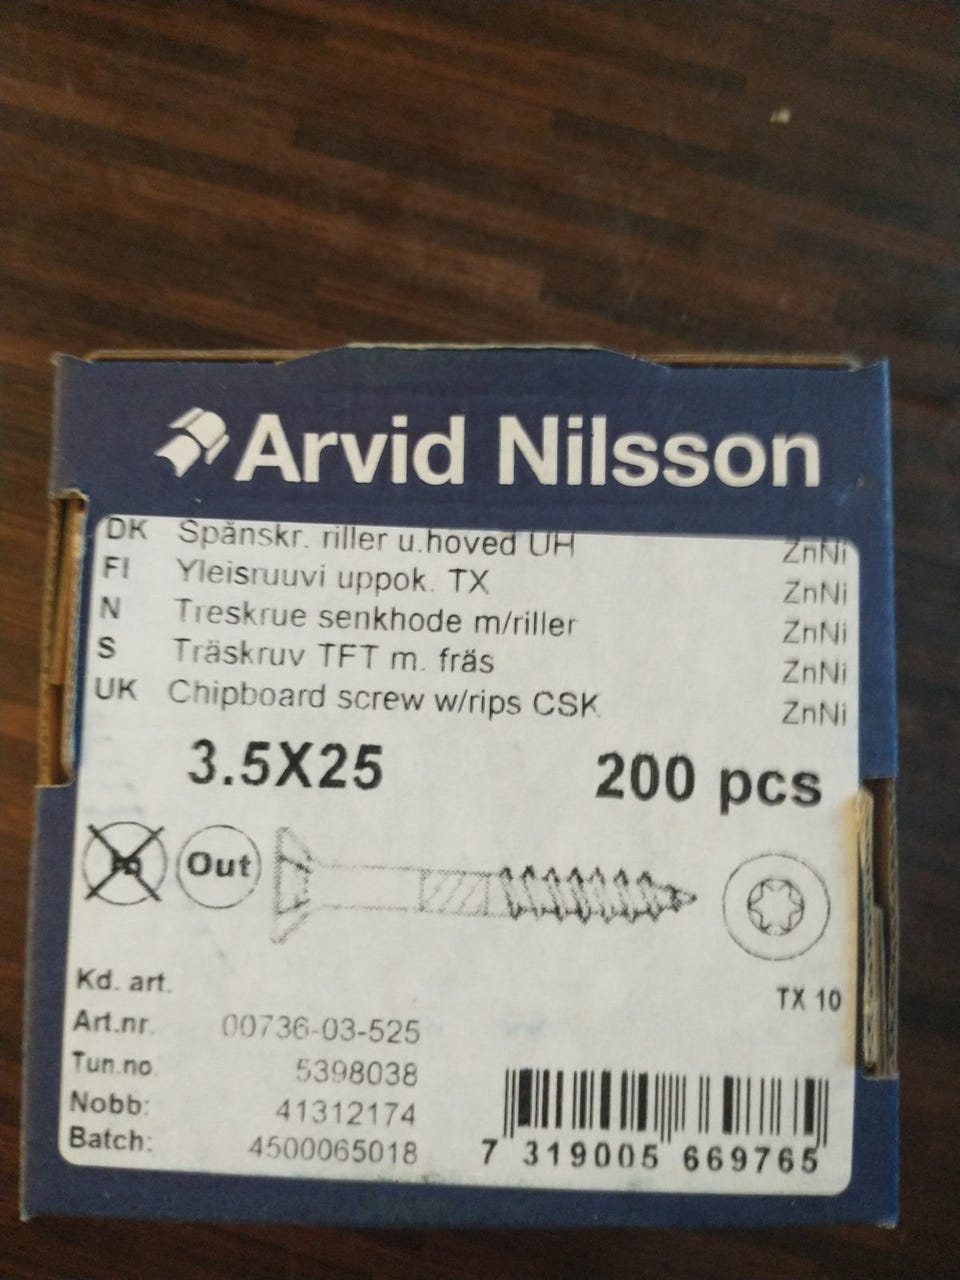 Arvid Nilsson
DK Spånskr. riller u.hoved UH ZnNi
FI Yleisruuvi uppok. TX ZnNi
N Treskrue senkhode m/riller ZnNi
S Träskruv TFT m. fräs ZnNi
UK Chipboard screw w/rips CSK ZnNi
3.5X25 200 pcs
Out
Kd. art.
TX 10
Art.nr. 00736-03-525
Tun.no. 5398038
Nobb: 41312174
Batch: 4500065018
7 319005 669765